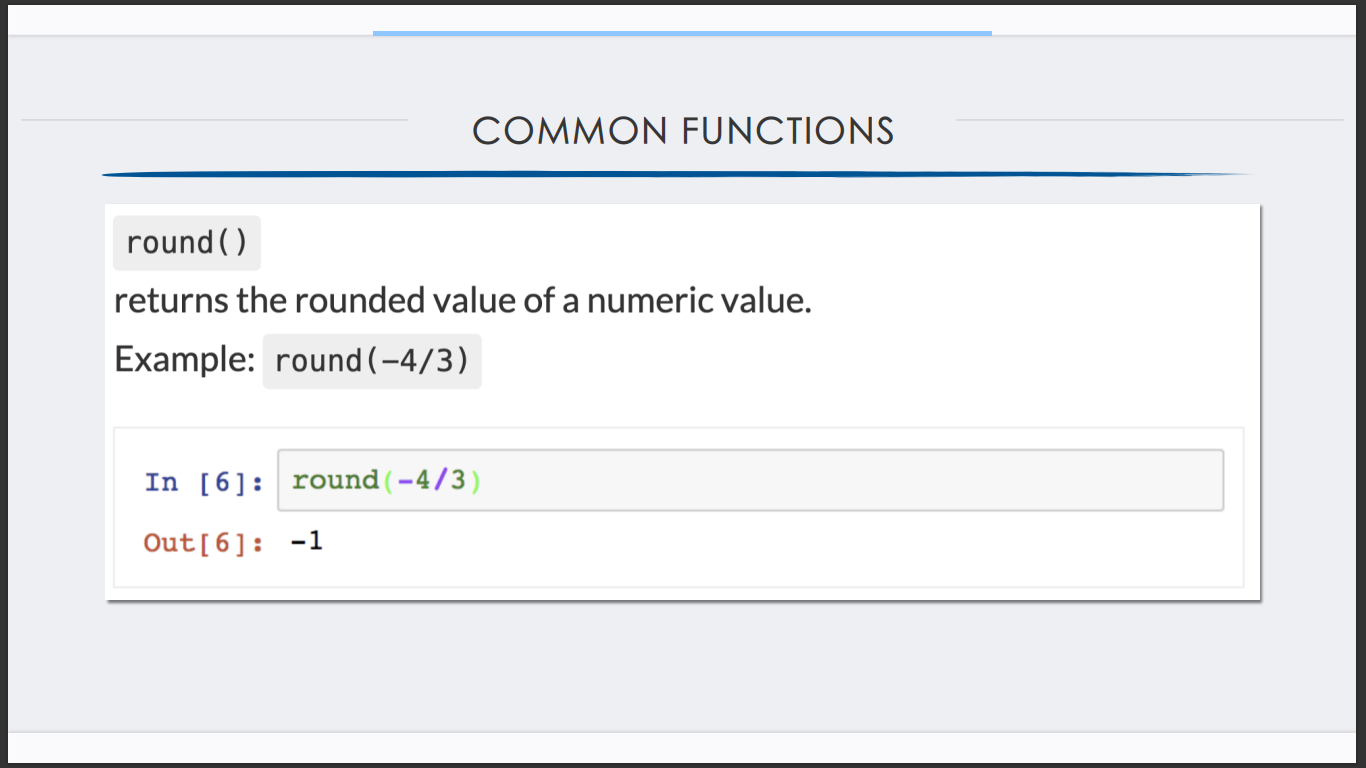 COMMON FUNCTIONS
round()
returns the rounded value of a numeric value.
Example: round(-4/3)
In [6]: round(-4/3)
Out[6]: -1